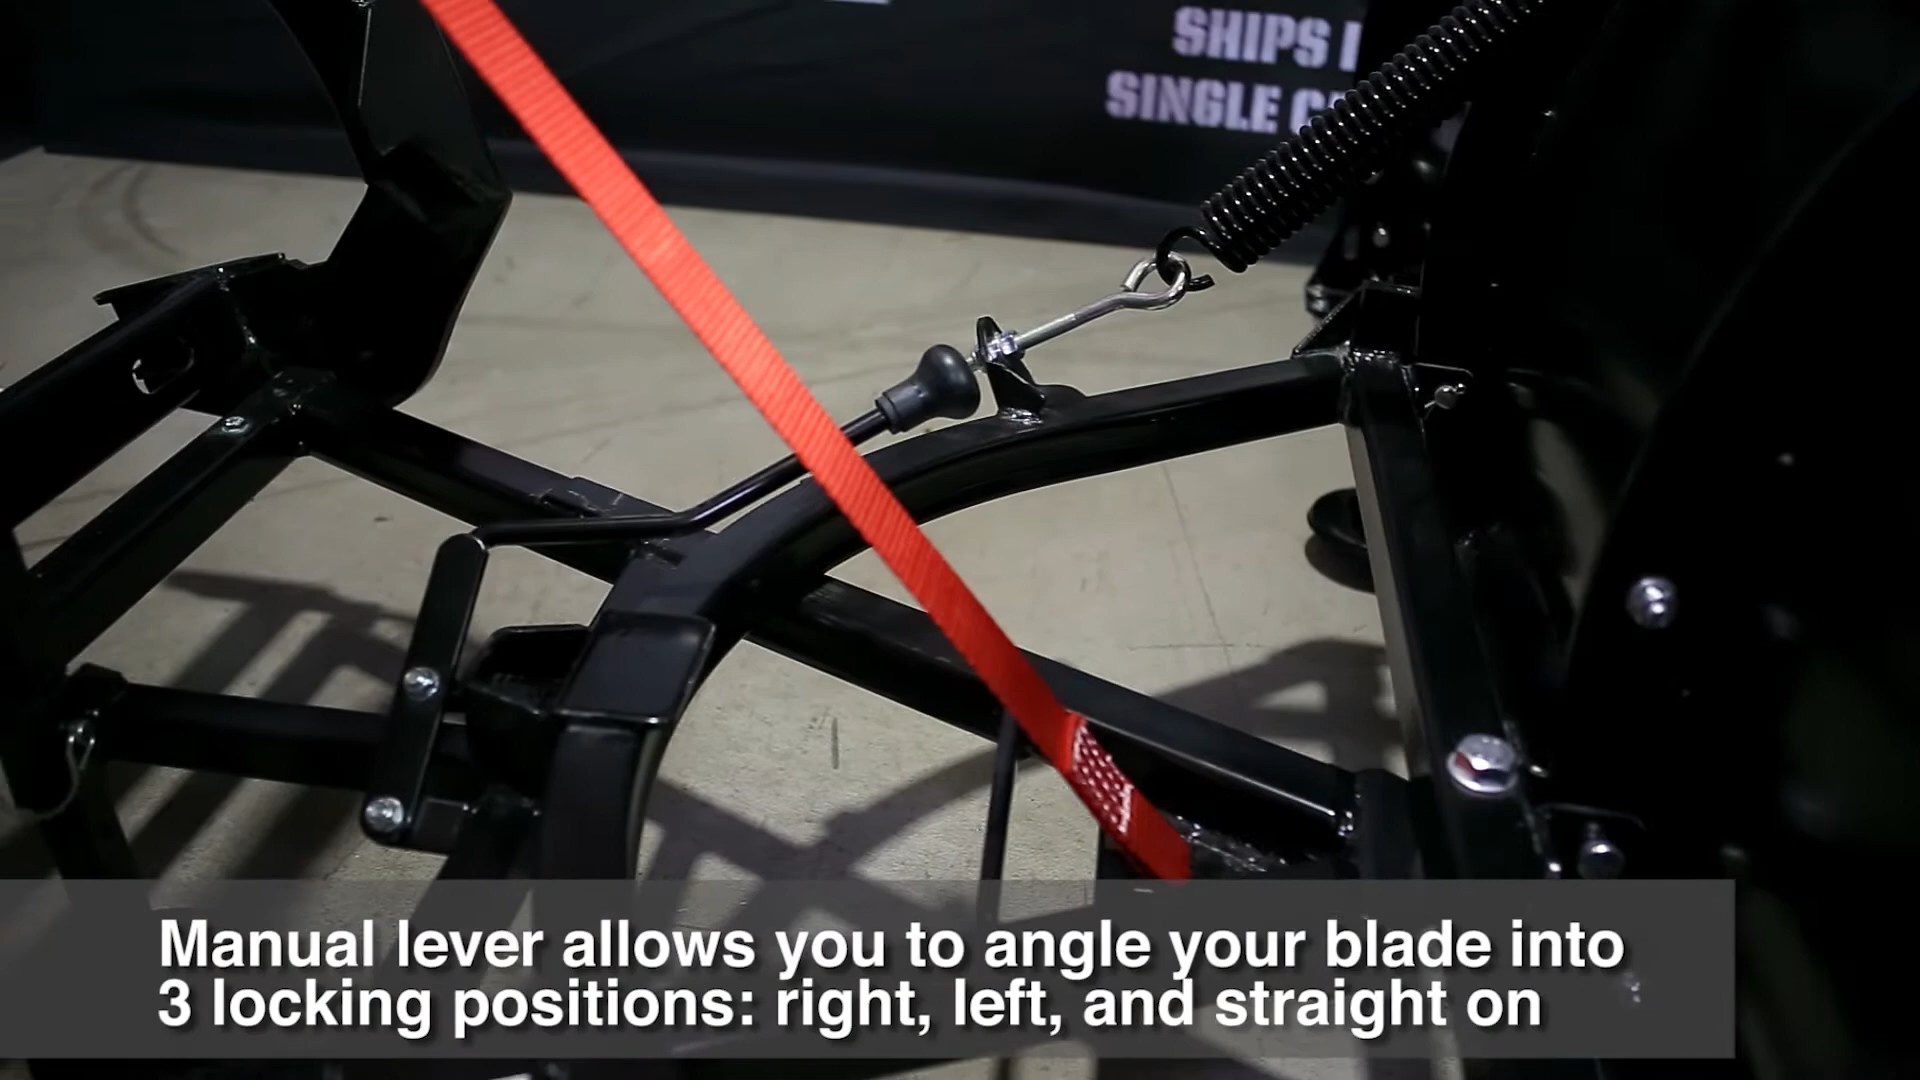 SHIPS
SINGLE
Manual lever allows you to angle your blade into
3 locking positions: right, left, and straight on